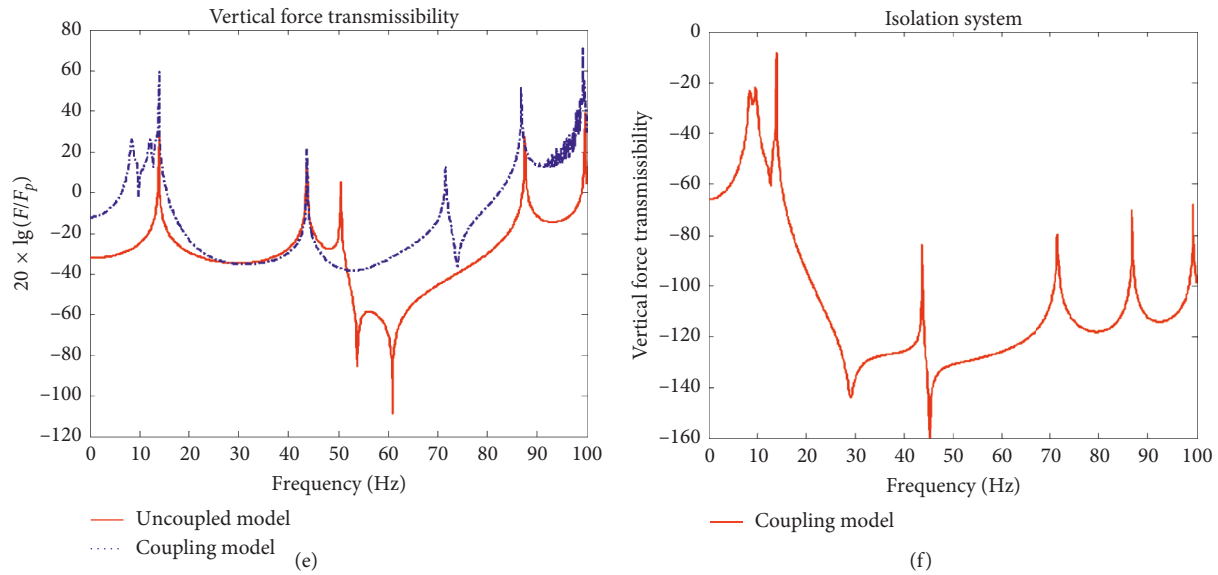 Vertical force transmissibility
80
60
40
20
0
–20
–40
–60
–80
–100
–120
20 × lg (F/Fp)
0 10 20 30 40 50 60 70 80 90 100
Frequency (Hz)
Uncoupled model
Coupling model
(e)
Isolation system
0
–20
–40
–60
–80
–100
–120
–140
–160
Vertical force transmissibility
0 10 20 30 40 50 60 70 80 90 100
Frequency (Hz)
Coupling model
(f)